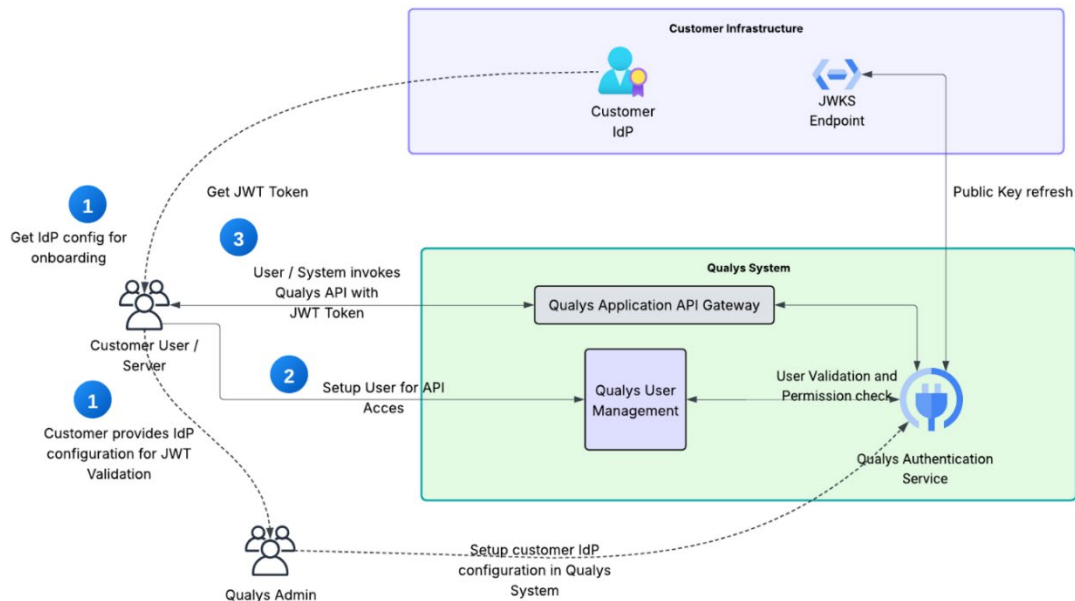 Customer Infrastructure
Customer
IdP
JWKS
Endpoint
Get JWT Token
Public Key refresh
1
Get IdP config for
onboarding
3
User / System invokes
Qualys API with
JWT Token
Qualys System
Qualys Application API Gateway
Customer User /
Server
2
Setup User for API
Acces
Qualys User
Management
User Validation and
Permission check
Qualys Authentication
Service
1
Customer provides IdP
configuration for JWT
Validation
Setup customer IdP
configuration in Qualys
System
Qualys Admin